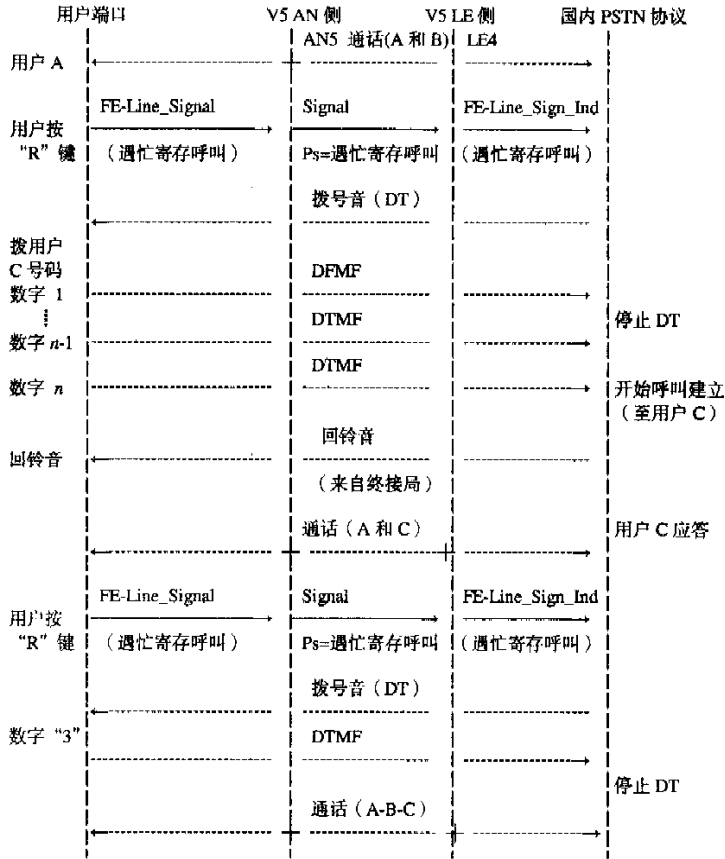 用户端口 V5 AN 侧 V5 LE 侧 国内 PSTN 协议
AN5 通话(A 和 B) LE4
用户 A
FE-Line_Signal Signal FE-Line_Sign_Ind
用户按
“R” 键 （遇忙寄存呼叫） Ps=遇忙寄存呼叫 （遇忙寄存呼叫）
拨号音（DT）
拨用户
C 号码 DFMF
数字 1
DTMF 停止 DT
数字 n-1
DTMF
数字 n 开始呼叫建立
（至用户 C）
回铃音
回铃音
（来自终接局）
通话（A 和 C） 用户 C 应答
FE-Line_Signal Signal FE-Line_Sign_Ind
用户按
“R” 键 （遇忙寄存呼叫） Ps=遇忙寄存呼叫 （遇忙寄存呼叫）
拨号音（DT）
数字 “3” DTMF
停止 DT
通话（A-B-C）